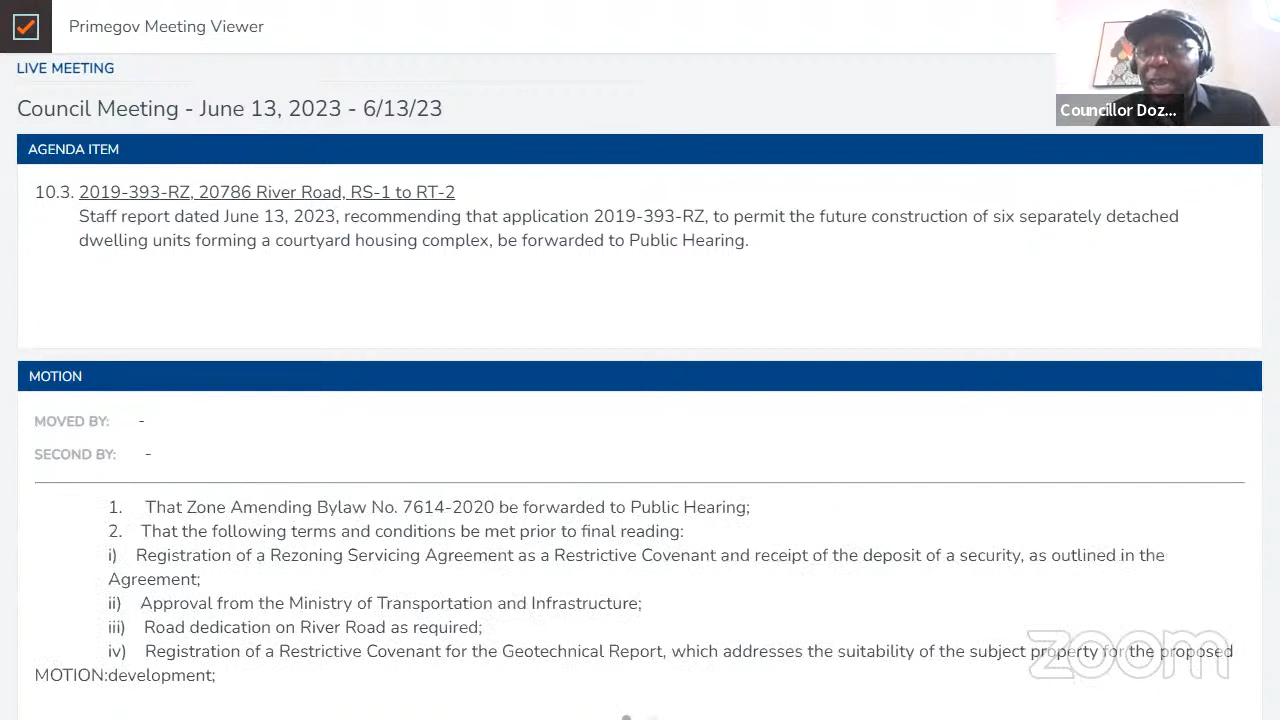 Primegov Meeting Viewer
LIVE MEETING
Council Meeting - June 13, 2023 - 6/13/23
Councillor Doz...
AGENDA ITEM
10.3. 2019-393-RZ, 20786 River Road, RS-1 to RT-2
Staff report dated June 13, 2023, recommending that application 2019-393-RZ, to permit the future construction of six separately detached
dwelling units forming a courtyard housing complex, be forwarded to Public Hearing.
MOTION
MOVED BY: -
SECOND BY: -
1. That Zone Amending Bylaw No. 7614-2020 be forwarded to Public Hearing;
2. That the following terms and conditions be met prior to final reading:
i) Registration of a Rezoning Servicing Agreement as a Restrictive Covenant and receipt of the deposit of a security, as outlined in the
Agreement;
ii) Approval from the Ministry of Transportation and Infrastructure;
iii) Road dedication on River Road as required;
iv) Registration of a Restrictive Covenant for the Geotechnical Report, which addresses the suitability of the subject property for the proposed
MOTION:development;
zoom